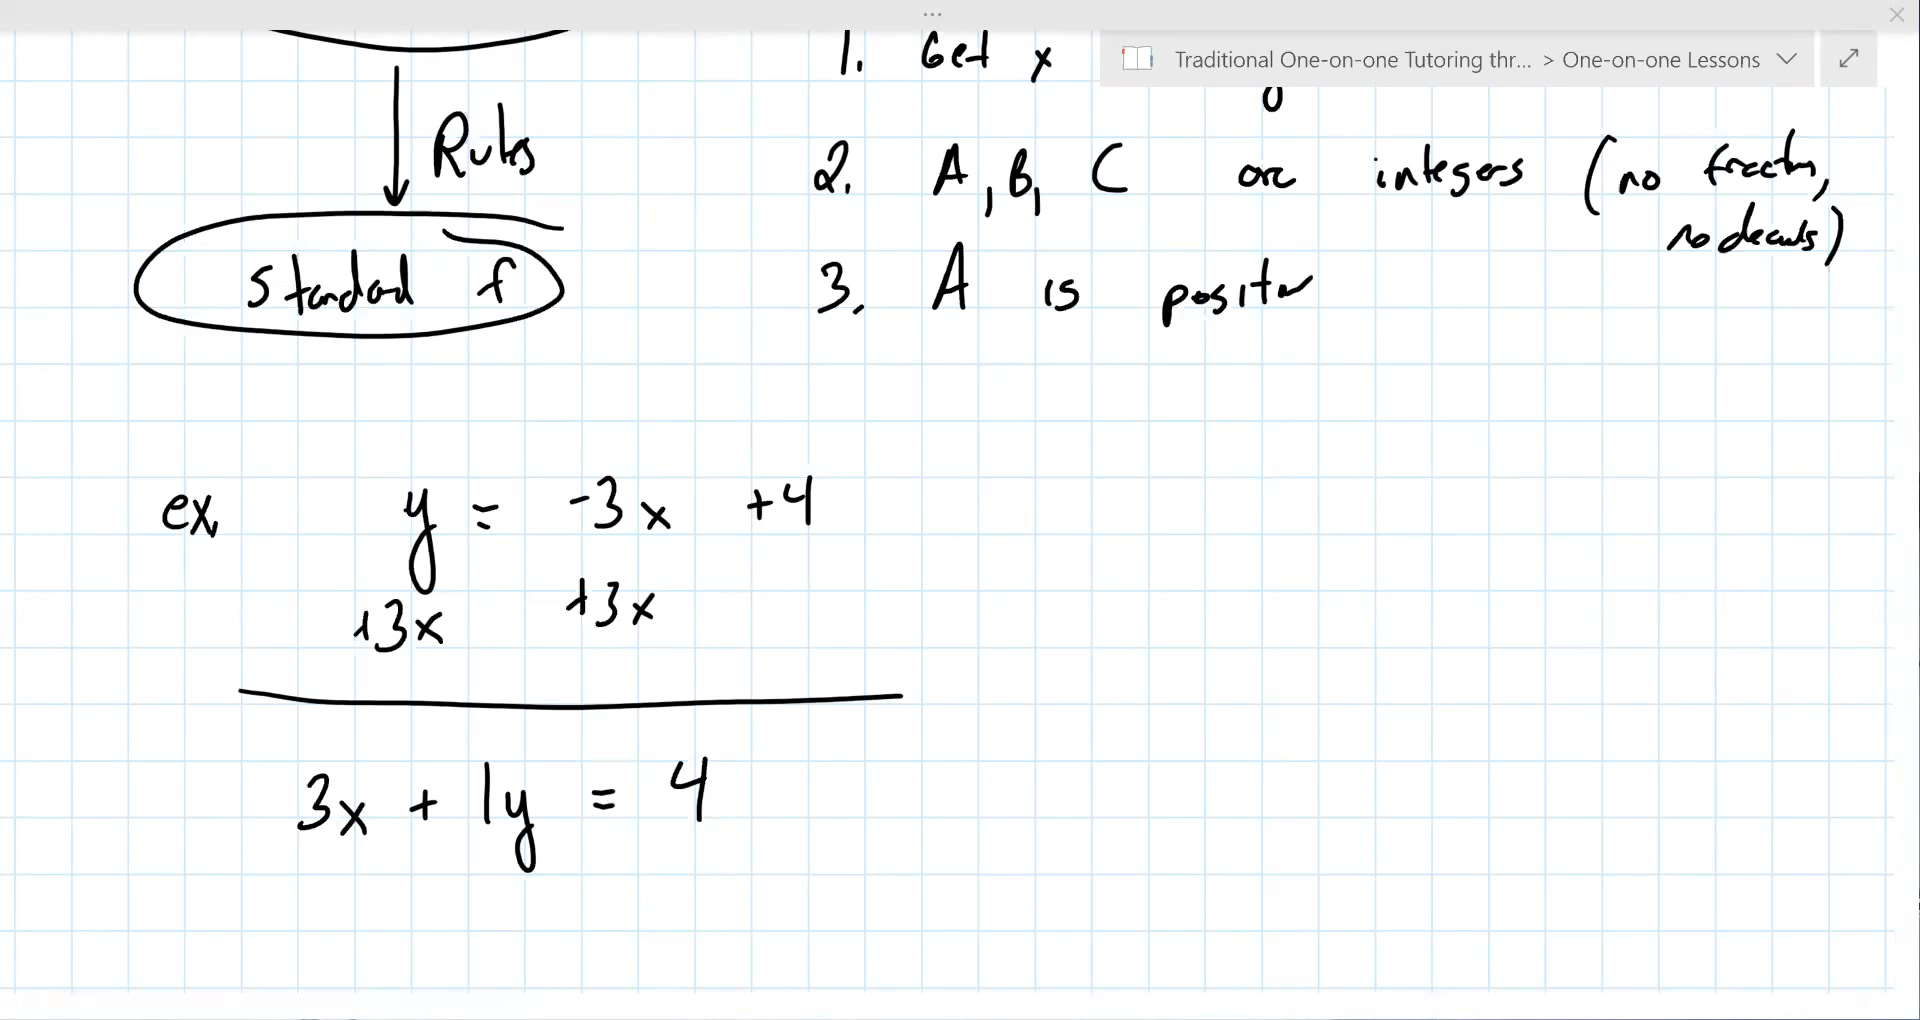 1. Get x
Traditional One-on-one Tutoring thr... > One-on-one Lessons
Rules
2. A, B, C are integers (no fraction,
no decimals)
Standard f
3. A is positive
ex, y = -3x +4
+3x +3x
3x + 1y = 4